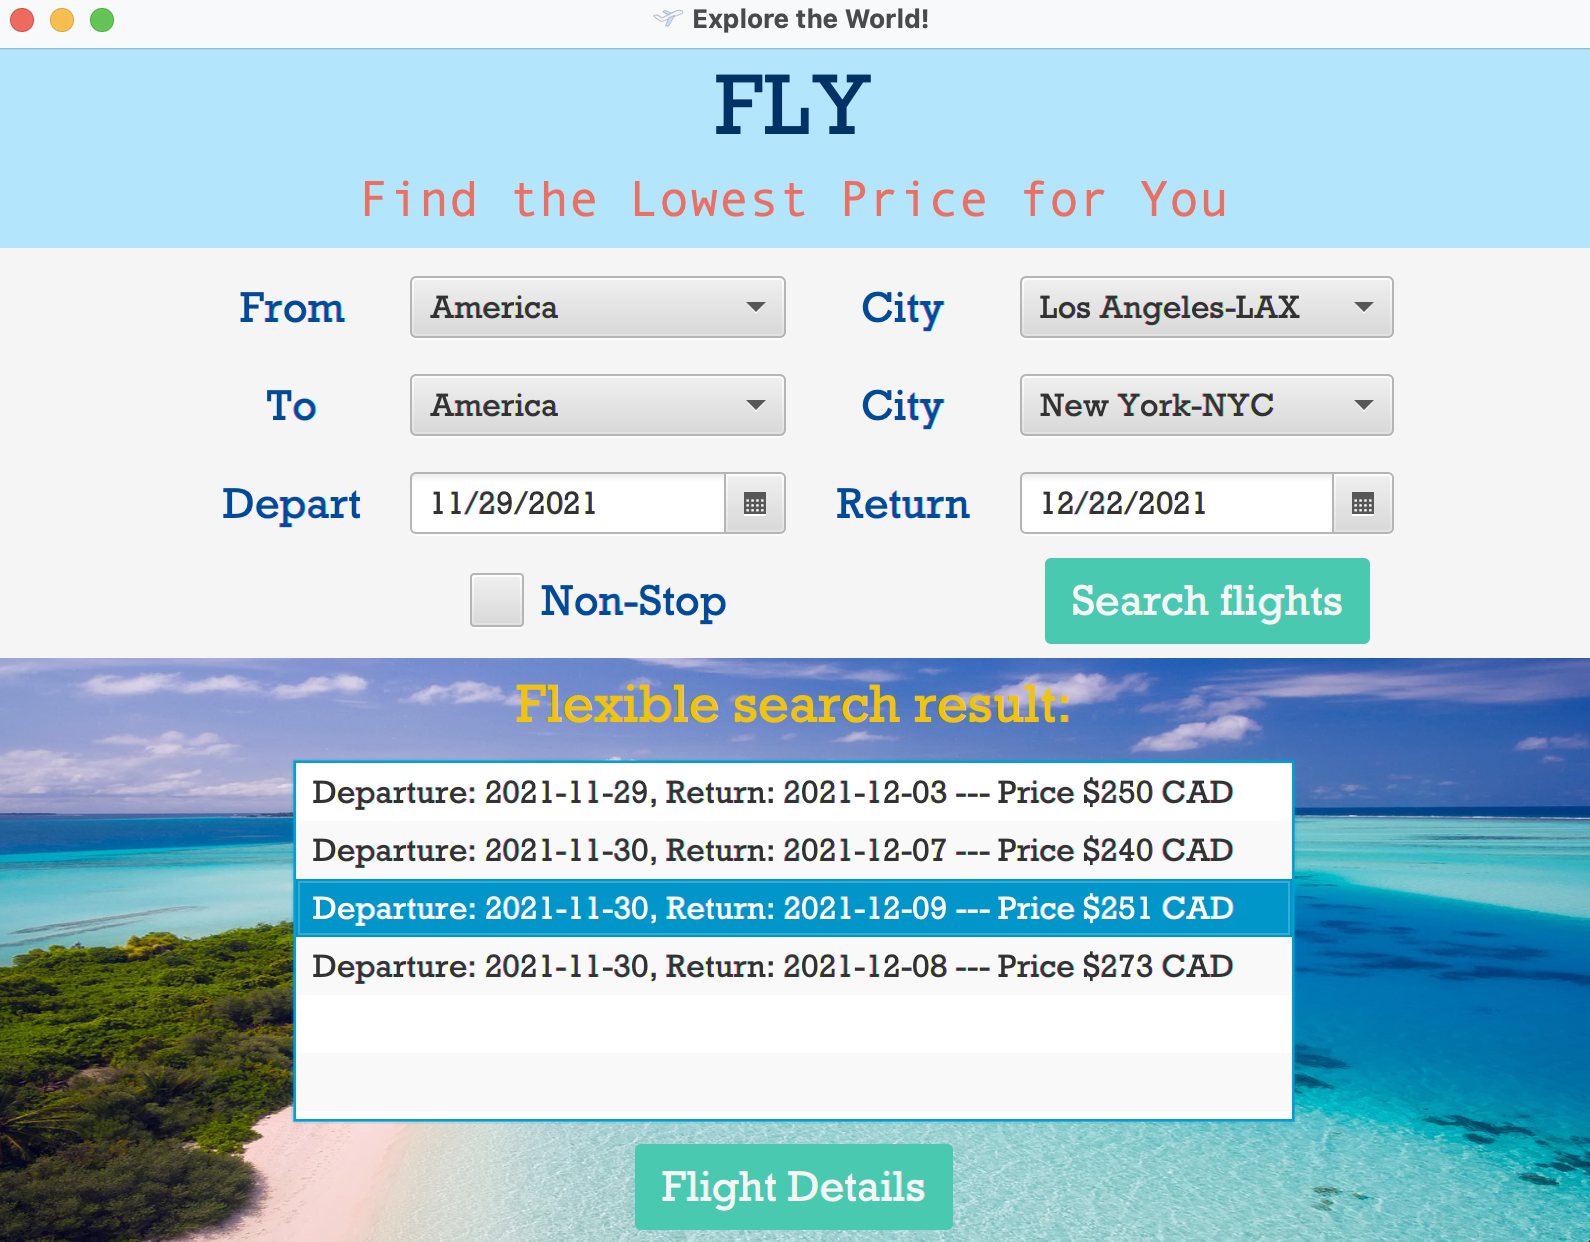 Explore the World!
FLY
Find the Lowest Price for You
From America City Los Angeles-LAX
To America City New York-NYC
Depart 11/29/2021 Return 12/22/2021
Non-Stop Search flights
Flexible search result:
Departure: 2021-11-29, Return: 2021-12-03 --- Price $250 CAD
Departure: 2021-11-30, Return: 2021-12-07 --- Price $240 CAD
Departure: 2021-11-30, Return: 2021-12-09 --- Price $251 CAD
Departure: 2021-11-30, Return: 2021-12-08 --- Price $273 CAD
Flight Details